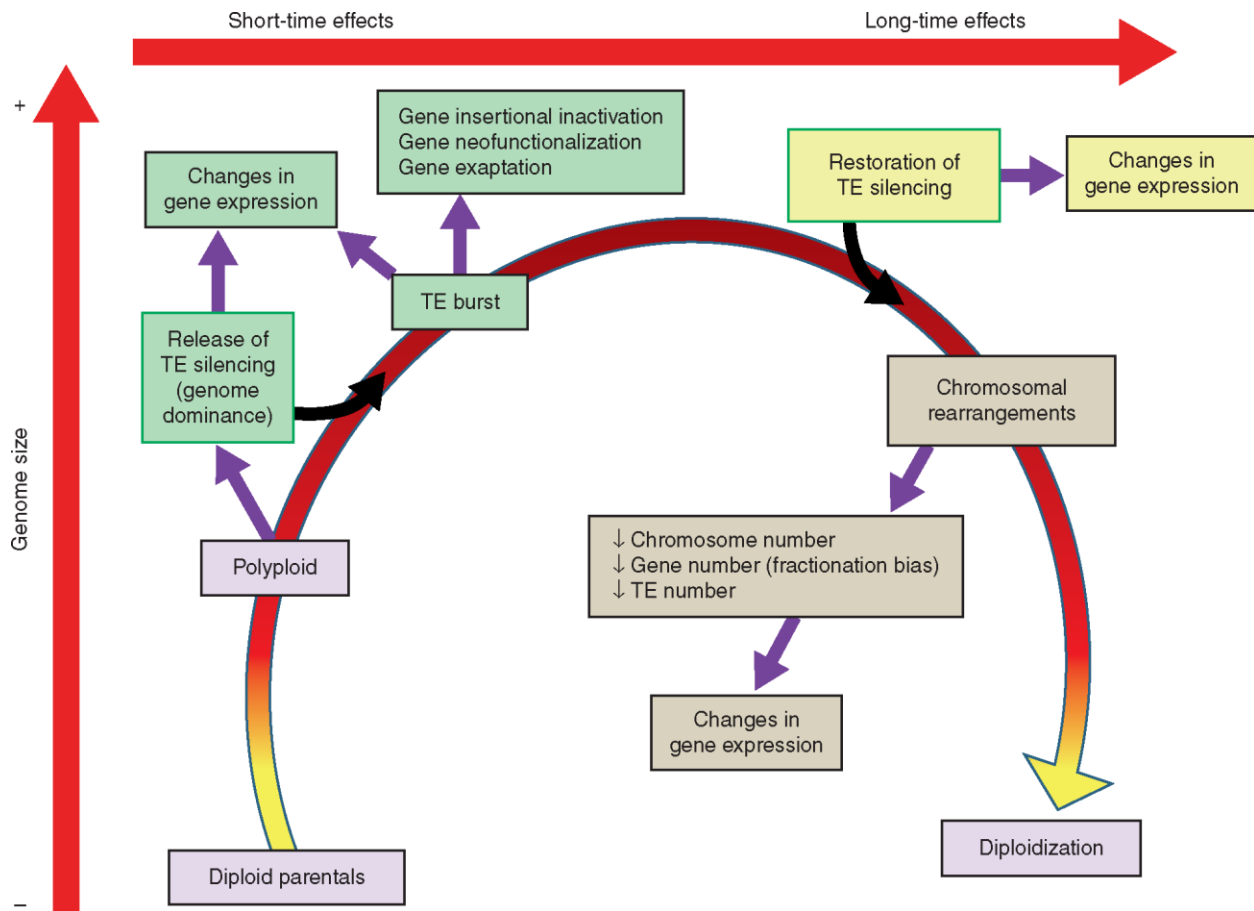 Short-time effects
Long-time effects
+
Genome size
–
Gene insertional inactivation
Gene neofunctionalization
Gene exaptation
Changes in
gene expression
Restoration of
TE silencing
Changes in
gene expression
TE burst
Release of
TE silencing
(genome
dominance)
Chromosomal
rearrangements
Polyploid
↓ Chromosome number
↓ Gene number (fractionation bias)
↓ TE number
Changes in
gene expression
Diploid parentals
Diploidization